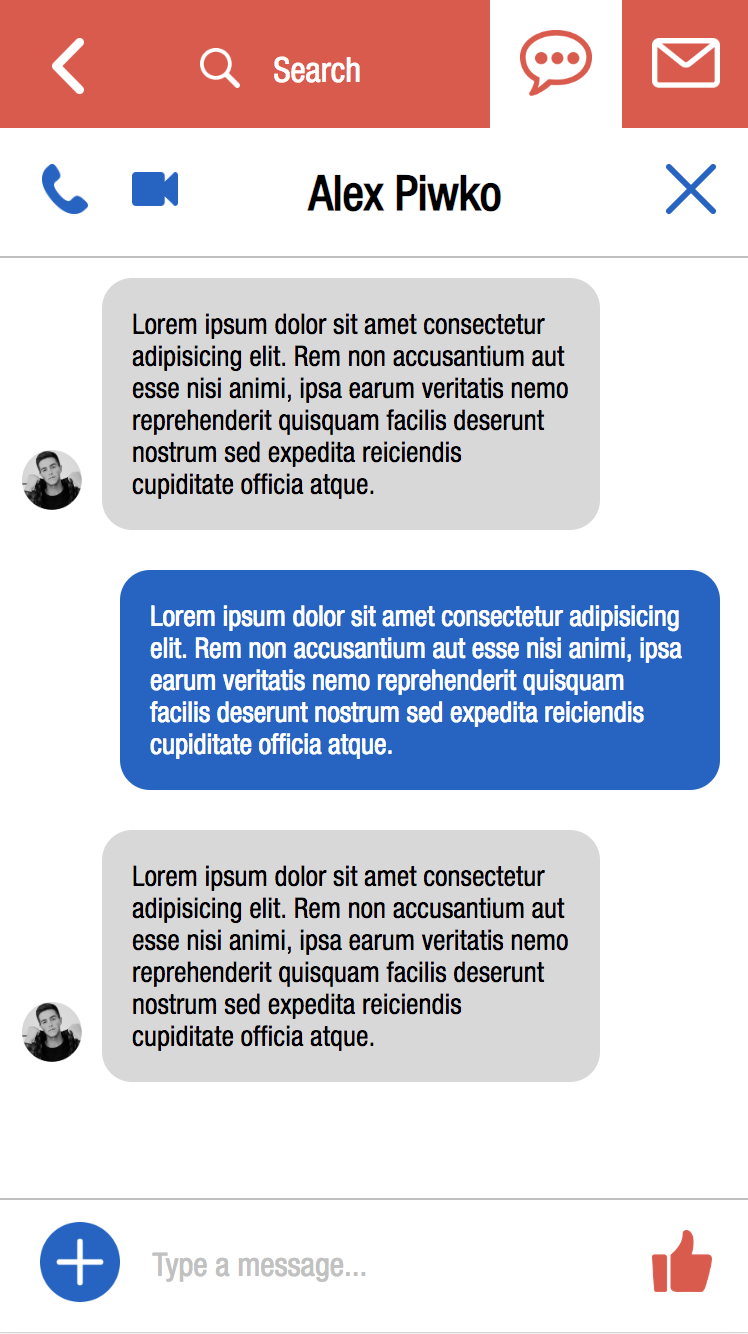 Search
Alex Piwko
Lorem ipsum dolor sit amet consectetur
adipisicing elit. Rem non accusantium aut
esse nisi animi, ipsa earum veritatis nemo
reprehenderit quisquam facilis deserunt
nostrum sed expedita reiciendis
cupiditate officia atque.
Lorem ipsum dolor sit amet consectetur adipisicing
elit. Rem non accusantium aut esse nisi animi, ipsa
earum veritatis nemo reprehenderit quisquam
facilis deserunt nostrum sed expedita reiciendis
cupiditate officia atque.
Lorem ipsum dolor sit amet consectetur
adipisicing elit. Rem non accusantium aut
esse nisi animi, ipsa earum veritatis nemo
reprehenderit quisquam facilis deserunt
nostrum sed expedita reiciendis
cupiditate officia atque.
Type a message...